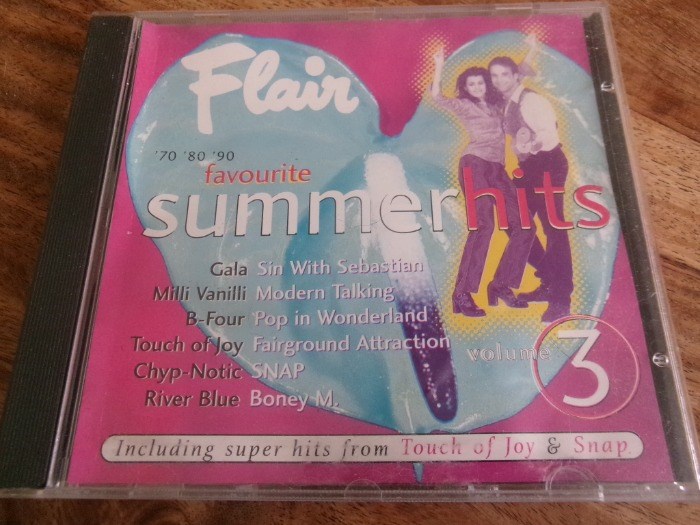 Flair
'70 '80 '90
favourite
summerhits
Gala Sin With Sebastian
Milli Vanilli Modern Talking
B-Four Pop in Wonderland
Touch of Joy Fairground Attraction
Chyp-Notic SNAP
River Blue Boney M.
volume 3
Including super hits from Touch of Joy & Snap